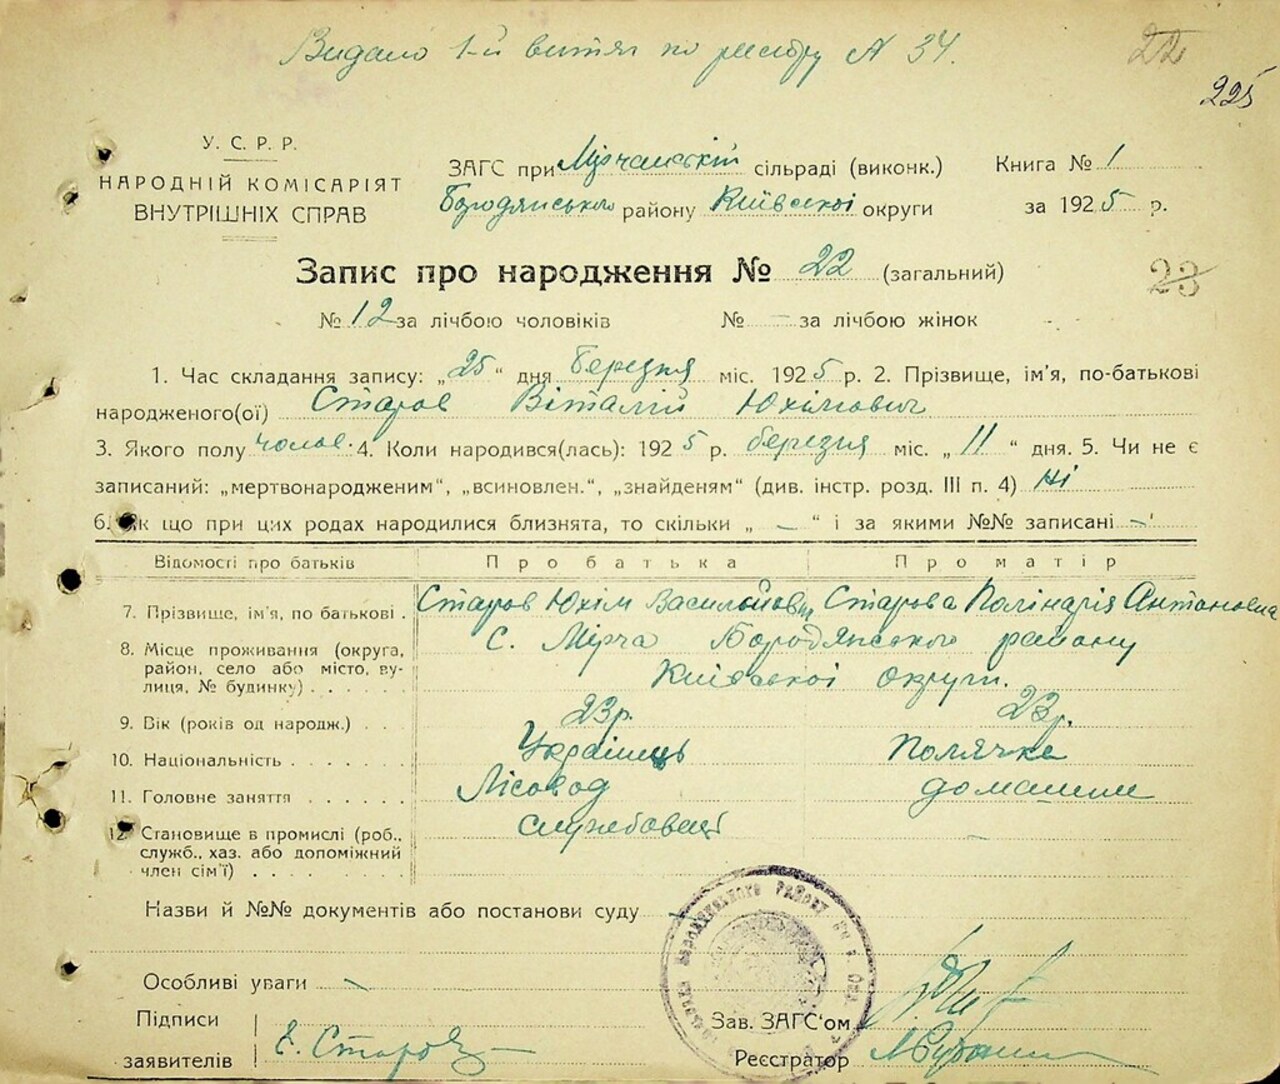 Видано 1-й витяг по реєстру N 34.
22
225
У. С. Р. Р.
НАРОДНІЙ КОМІСАРІЯТ
ВНУТРІШНІХ СПРАВ
ЗАГС при Мірчанській сільраді (виконк.)
Книга № 1
Бородянського району Київської округи
за 1925 р.
Запис про народження № 22 (загальний)
23
№ 12 за лічбою чоловіків № – за лічбою жінок
1. Час складання запису: „25“ дня березня міс. 1925 р. 2. Прізвище, ім'я, по-батькові
народженого(ої) Старов Віталій Юхімович
3. Якого полу чолов. 4. Коли народився(лась): 1925 р. березня міс. „11“ дня. 5. Чи не є
записаний: „мертвонародженим“, „всиновлен.“, „знайденям“ (див. інстр. розд. III п. 4) Ні
6. Як що при цих родах народилися близнята, то скільки „ – “ і за якими №№ записані –
Відомості про батьків Про батька Про матір
7. Прізвище, ім'я, по батькові . Старов Юхім Васильович Старова Полінарія Антоновна
8. Місце проживання (округа, район, село або місто, вулиця, № будинку) . . . . . . с. Мірча Бородянського району
Київської округи.
9. Вік (років од народж.) . . 23 р. 23 р.
10. Національність . . . . . . Українець Полячка
11. Головне заняття . . . . . Лісовод домашнє
12. Становище в промислі (роб., служб., хаз. або допоміжний член сім'ї) . . . . . . . службовець –
Назви й №№ документів або постанови суду –
Особливі уваги –
Підписи
заявителів Є. Старов
Зав. ЗАГС'ом
Реєстратор